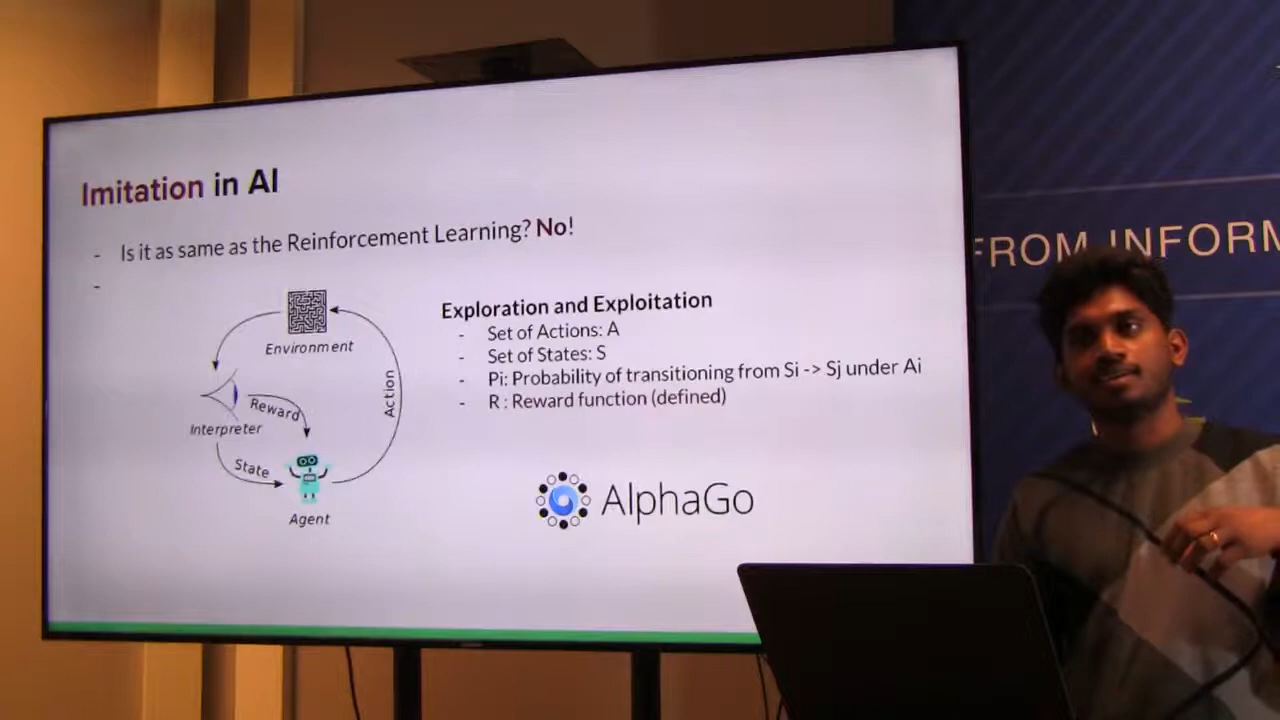 Imitation in AI
- Is it as same as the Reinforcement Learning? No!
-
Environment
Action
Reward
Interpreter
State
Agent
Exploration and Exploitation
- Set of Actions: A
- Set of States: S
- Pi: Probability of transitioning from Si -> Sj under Ai
- R : Reward function (defined)
AlphaGo
FROM INFORM